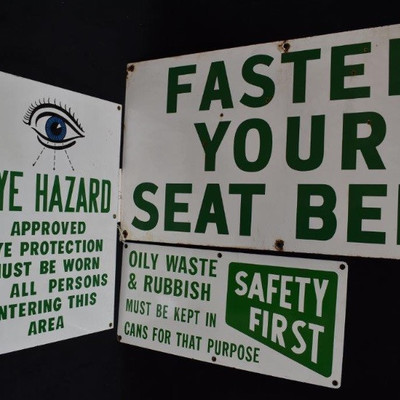 YE HAZARD
APPROVED
YE PROTECTION
UST BE WORN
ALL PERSONS
NTERING THIS
AREA
FASTE
YOUR
SEAT BE
OILY WASTE
& RUBBISH
MUST BE KEPT IN
CANS FOR THAT PURPOSE
SAFETY
FIRST